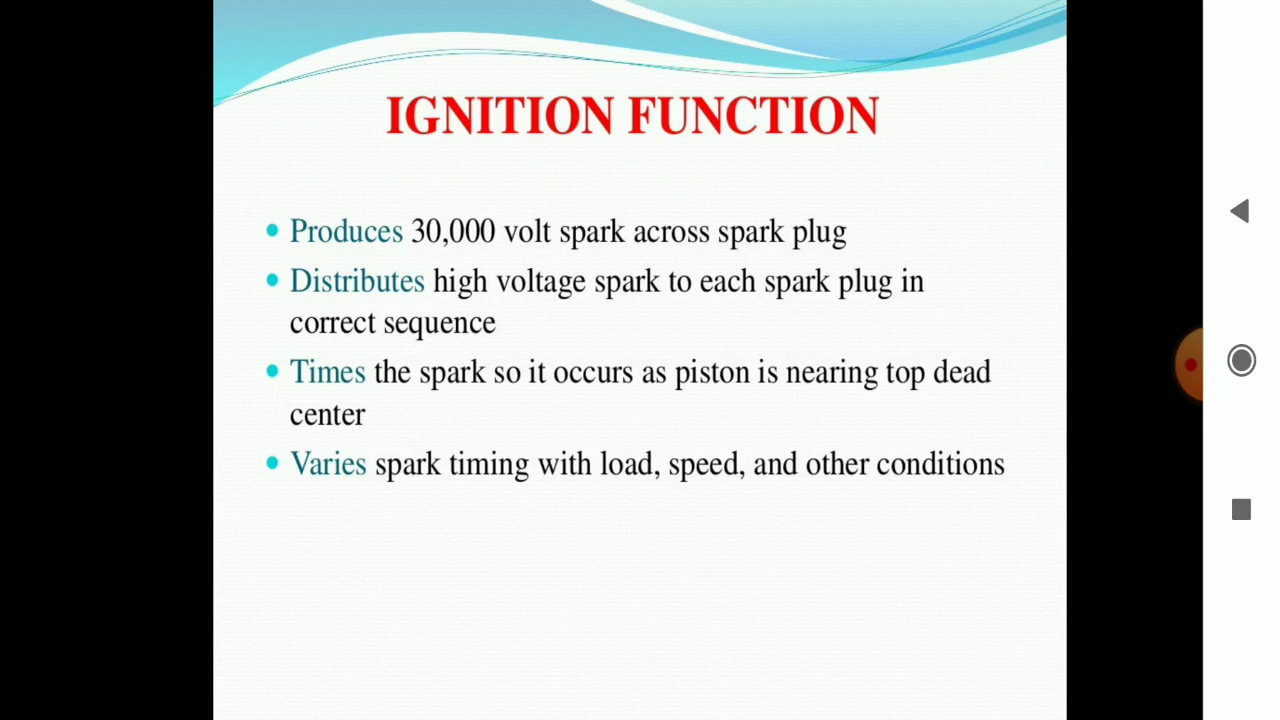 IGNITION FUNCTION
Produces 30,000 volt spark across spark plug
Distributes high voltage spark to each spark plug in
correct sequence
Times the spark so it occurs as piston is nearing top dead
center
Varies spark timing with load, speed, and other conditions